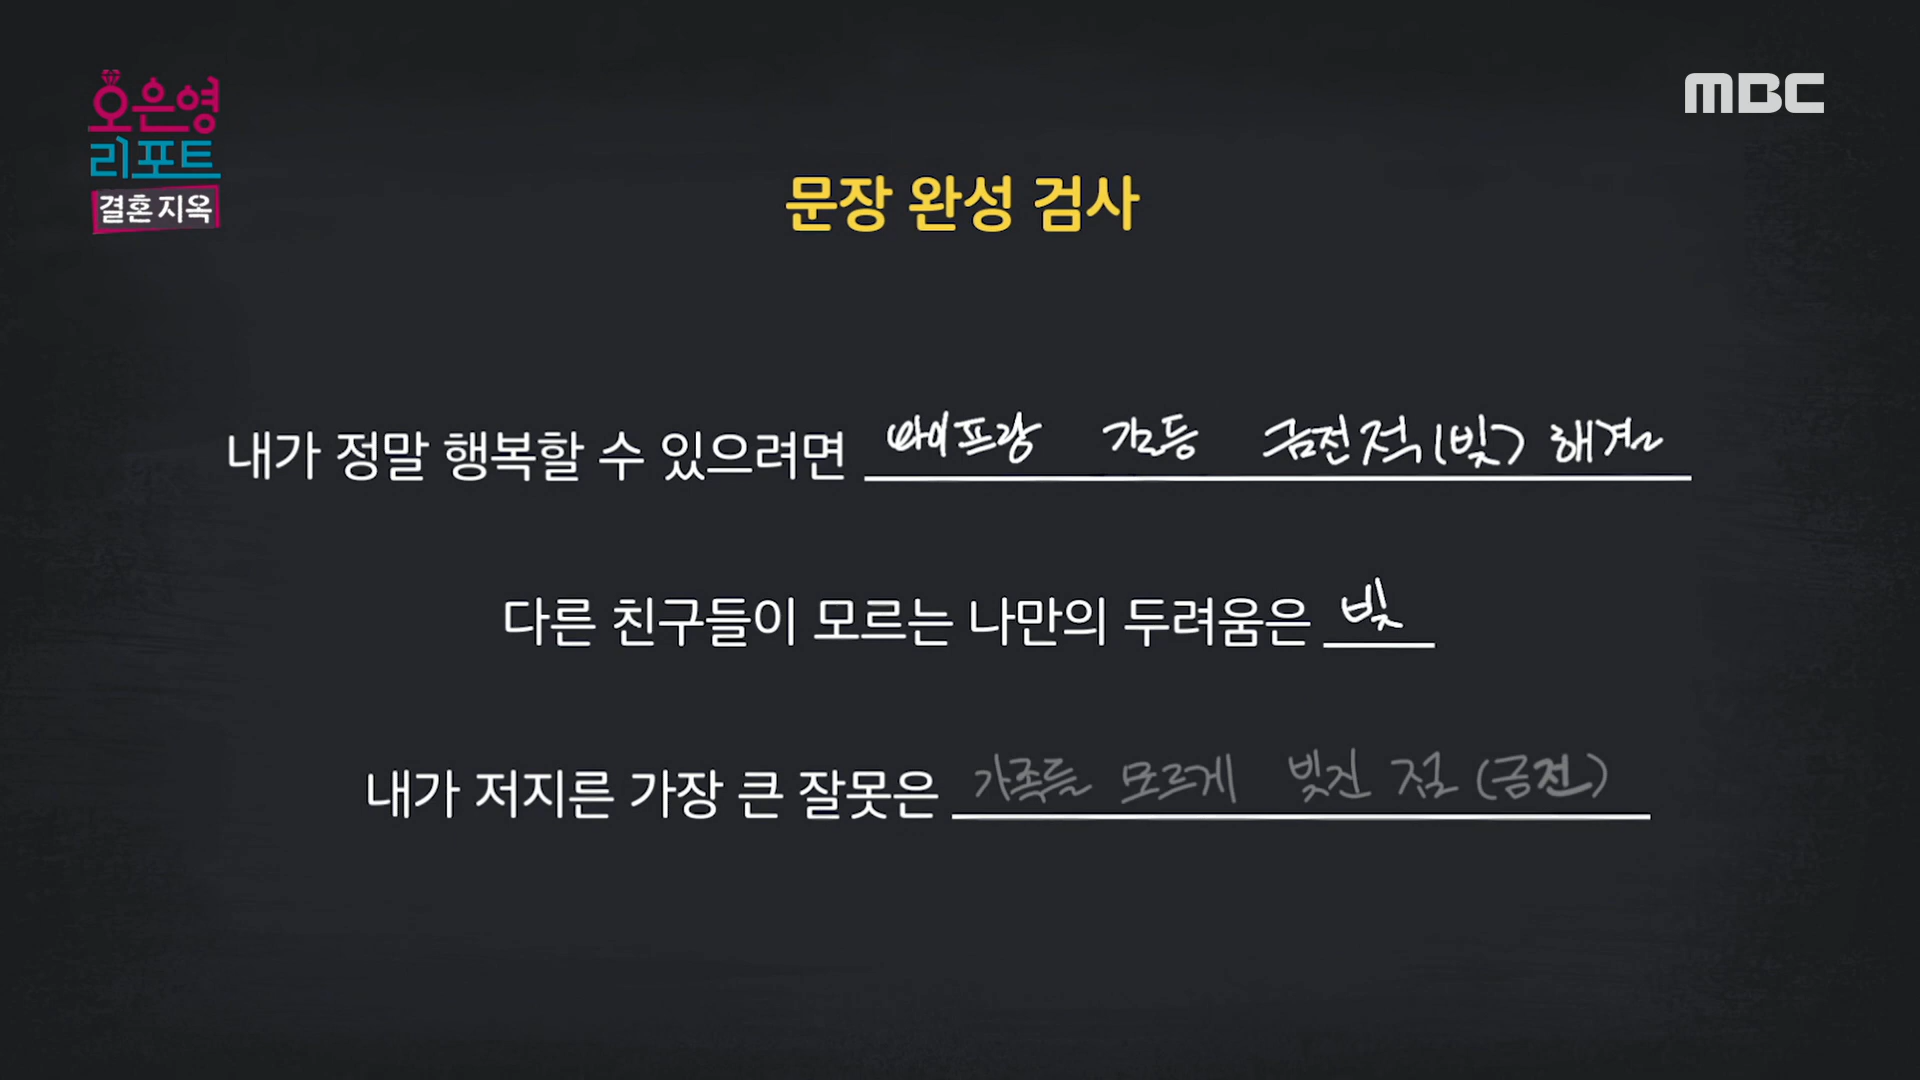 오은영
리포트
결혼 지옥
MBC
문장 완성 검사
내가 정말 행복할 수 있으려면 와이프랑 갈등 금전적(빚) 해결
다른 친구들이 모르는 나만의 두려움은 빚
내가 저지른 가장 큰 잘못은 가족들 모르게 빚진 점 (금전)